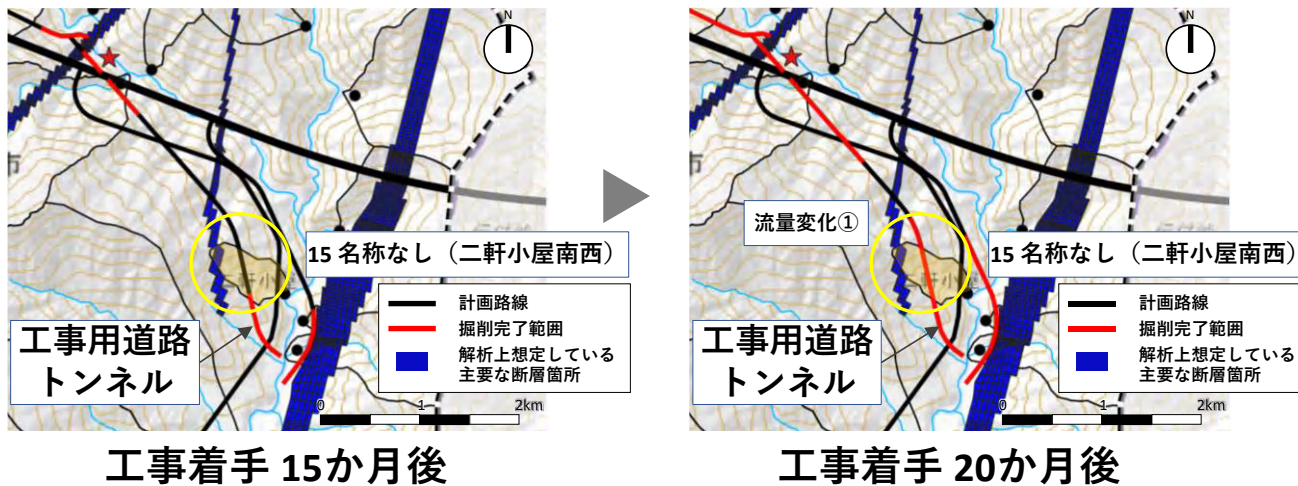 N
市
二軒小
15 名称なし（二軒小屋南西）
計画路線
掘削完了範囲
解析上想定している
主要な断層箇所
工事用道路
トンネル
0 1 2km
工事着手 15か月後
N
市
流量変化①
15 名称なし（二軒小屋南西）
計画路線
掘削完了範囲
解析上想定している
主要な断層箇所
工事用道路
トンネル
0 1 2km
工事着手 20か月後